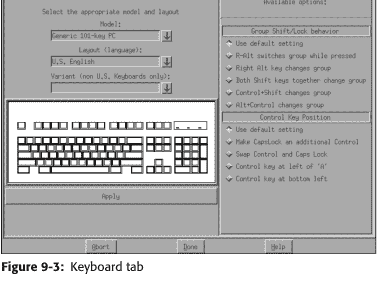 Select the appropriate model and layout
Model:
Generic 101-key PC
Layout (language):
U.S. English
Variant (non U.S. Keyboards only):
Apply
Available options:
Group Shift/Lock behavior
Use default setting
R-Alt switches group while pressed
Right Alt key changes group
Both Shift keys together change group
Control+Shift changes group
Alt+Control changes group
Control Key Position
Use default setting
Make CapsLock an additional Control
Swap Control and Caps Lock
Control key at left of 'A'
Control key at bottom left
Abort
Done
Help
Figure 9-3: Keyboard tab